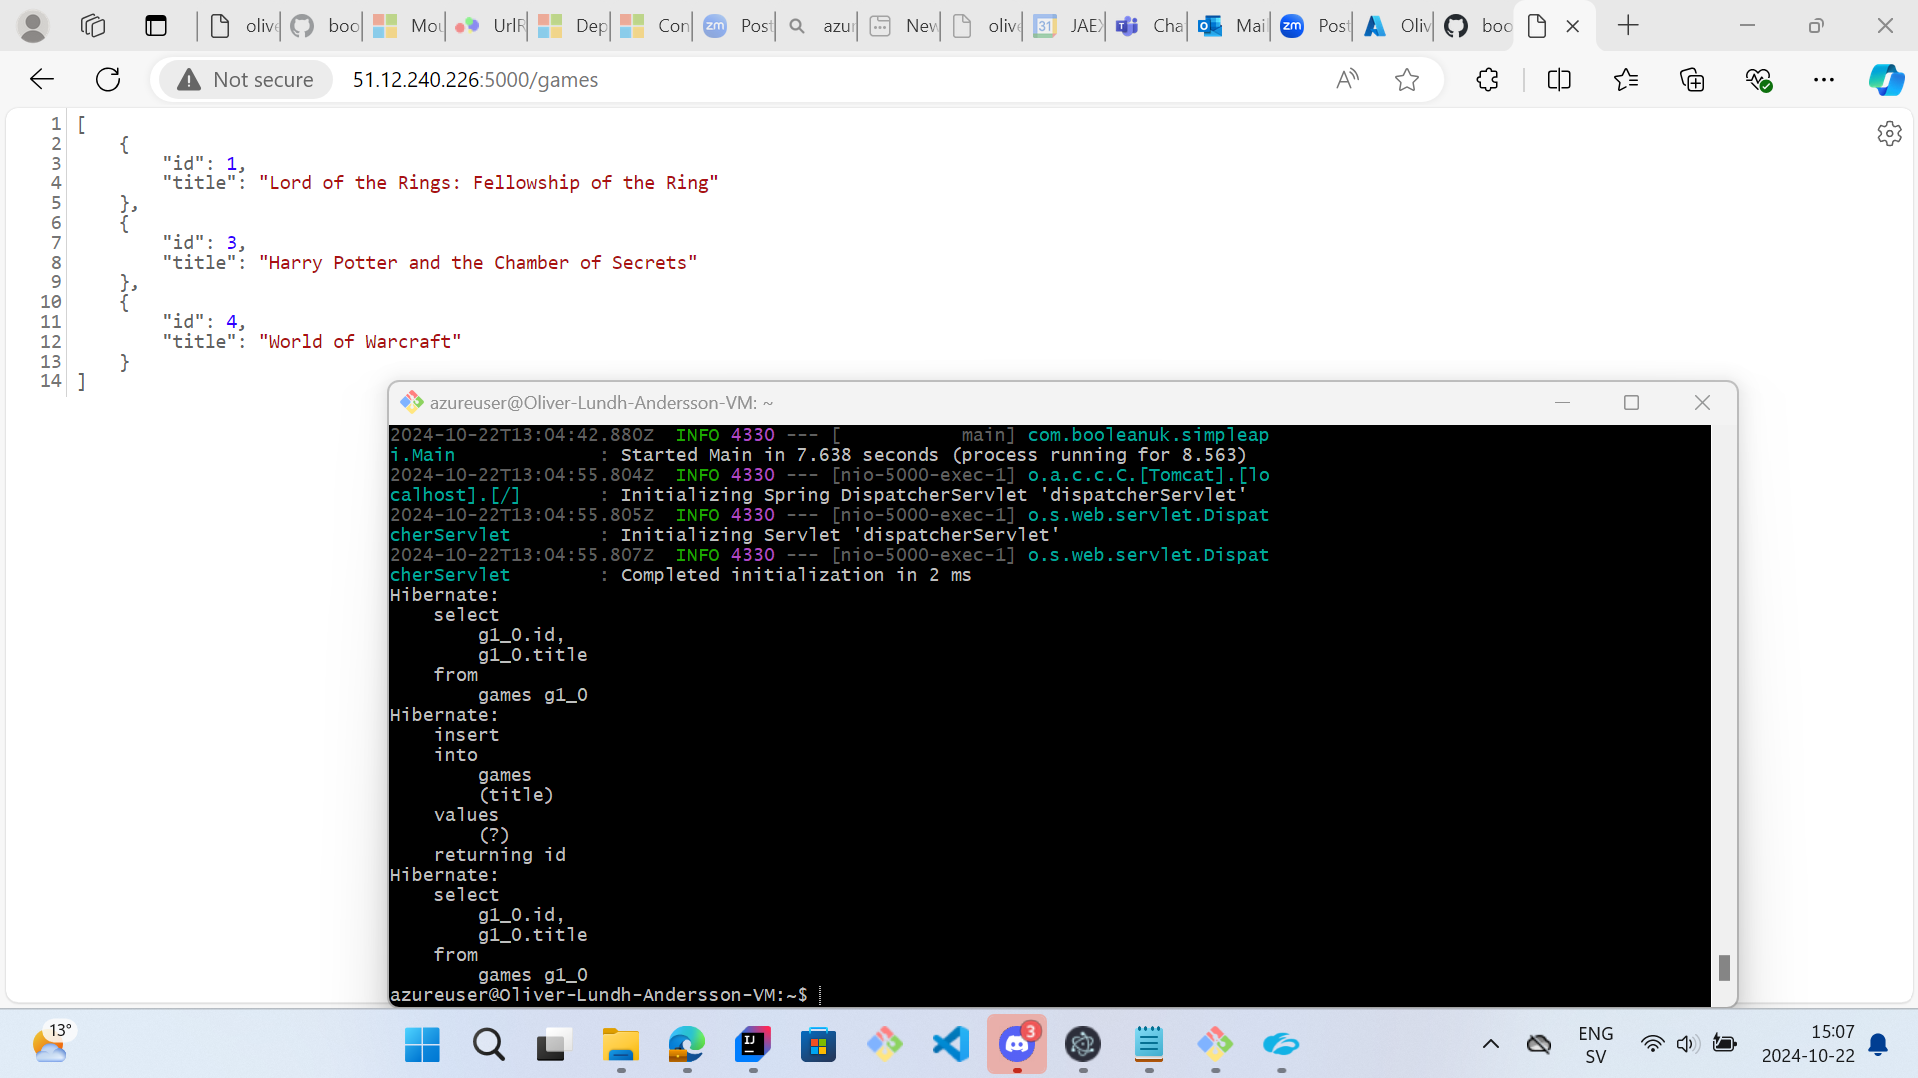 olive
boo
Mou
UrlR
Dep
Con
zm Post
azur
New
olive
31 JAEX
Cha
Mail
zm Post
Oliv
boo
Not secure 51.12.240.226:5000/games
1 [
2 {
3 "id": 1,
4 "title": "Lord of the Rings: Fellowship of the Ring"
5 },
6 {
7 "id": 3,
8 "title": "Harry Potter and the Chamber of Secrets"
9 },
10 {
11 "id": 4,
12 "title": "World of Warcraft"
13 }
14 ]
azureuser@Oliver-Lundh-Andersson-VM: ~
2024-10-22T13:04:42.880Z INFO 4330 --- [ main] com.booleanuk.simpleap
i.Main : Started Main in 7.638 seconds (process running for 8.563)
2024-10-22T13:04:55.804Z INFO 4330 --- [nio-5000-exec-1] o.a.c.c.C.[Tomcat].[lo
calhost].[/] : Initializing Spring DispatcherServlet 'dispatcherServlet'
2024-10-22T13:04:55.805Z INFO 4330 --- [nio-5000-exec-1] o.s.web.servlet.Dispat
cherServlet : Initializing Servlet 'dispatcherServlet'
2024-10-22T13:04:55.807Z INFO 4330 --- [nio-5000-exec-1] o.s.web.servlet.Dispat
cherServlet : Completed initialization in 2 ms
Hibernate:
select
g1_0.id,
g1_0.title
from
games g1_0
Hibernate:
insert
into
games
(title)
values
(?)
returning id
Hibernate:
select
g1_0.id,
g1_0.title
from
games g1_0
azureuser@Oliver-Lundh-Andersson-VM:~$
13°
3
ENG
SV
15:07
2024-10-22